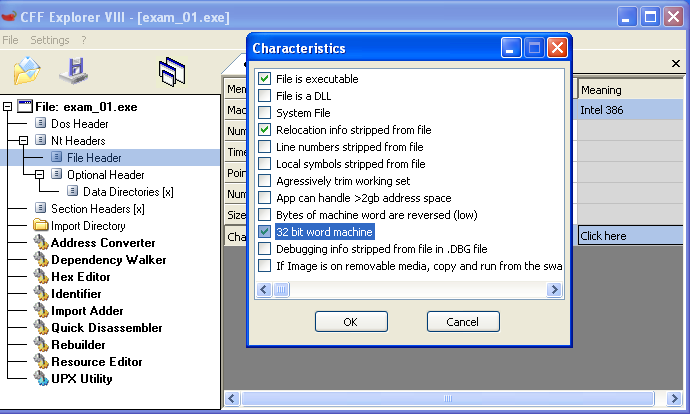 CFF Explorer VIII - [exam_01.exe]
File Settings ?
File: exam_01.exe
Dos Header
Nt Headers
File Header
Optional Header
Data Directories [x]
Section Headers [x]
Import Directory
Address Converter
Dependency Walker
Hex Editor
Identifier
Import Adder
Quick Disassembler
Rebuilder
Resource Editor
UPX Utility
Mem
Mac
Num
Time
Poin
Num
Size
Cha
Characteristics
File is executable
File is a DLL
System File
Relocation info stripped from file
Line numbers stripped from file
Local symbols stripped from file
Agressively trim working set
App can handle >2gb address space
Bytes of machine word are reversed (low)
32 bit word machine
Debugging info stripped from file in .DBG file
If Image is on removable media, copy and run from the swa
OK Cancel
Meaning
Intel 386
Click here